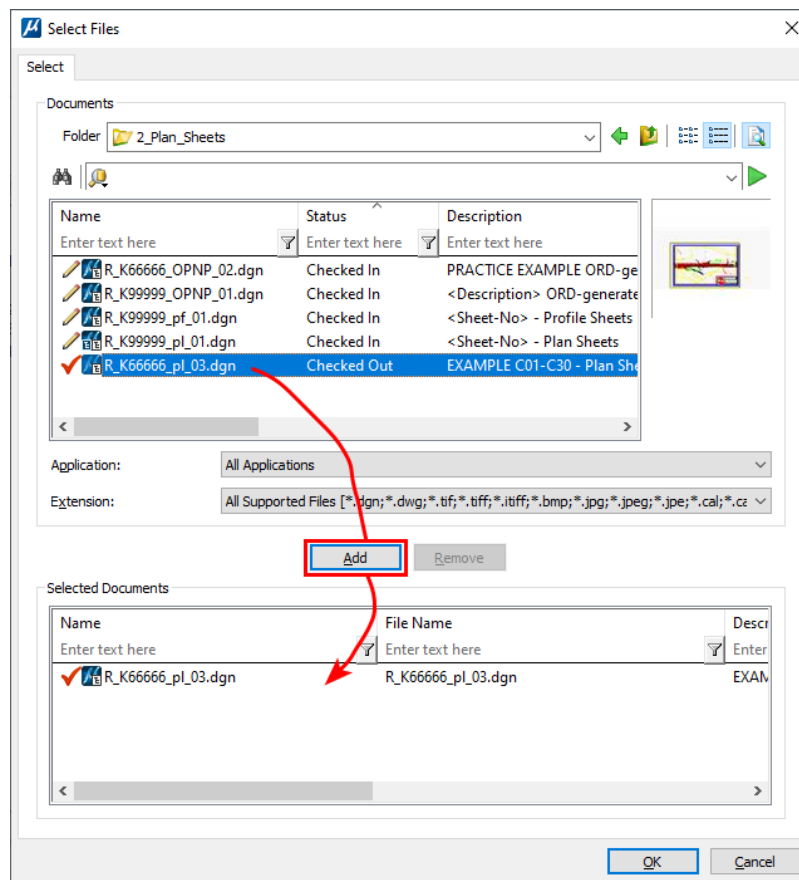 Select Files
Select
Documents
Folder 2_Plan_Sheets
Name Status Description
Enter text here Enter text here Enter text here
R_K66666_OPNP_02.dgn Checked In PRACTICE EXAMPLE ORD-ge
R_K99999_OPNP_01.dgn Checked In <Description> ORD-generate
R_K99999_pf_01.dgn Checked In <Sheet-No> - Profile Sheets
R_K99999_pl_01.dgn Checked In <Sheet-No> - Plan Sheets
R_K66666_pl_03.dgn Checked Out EXAMPLE C01-C30 - Plan She
Application: All Applications
Extension: All Supported Files [*.dgn;*.dwg;*.tif;*.tiff;*.itiff;*.bmp;*.jpg;*.jpeg;*.jpe;*.cal;*.ca
Add Remove
Selected Documents
Name File Name Descr
Enter text here Enter text here Enter
R_K66666_pl_03.dgn R_K66666_pl_03.dgn EXAM
OK Cancel